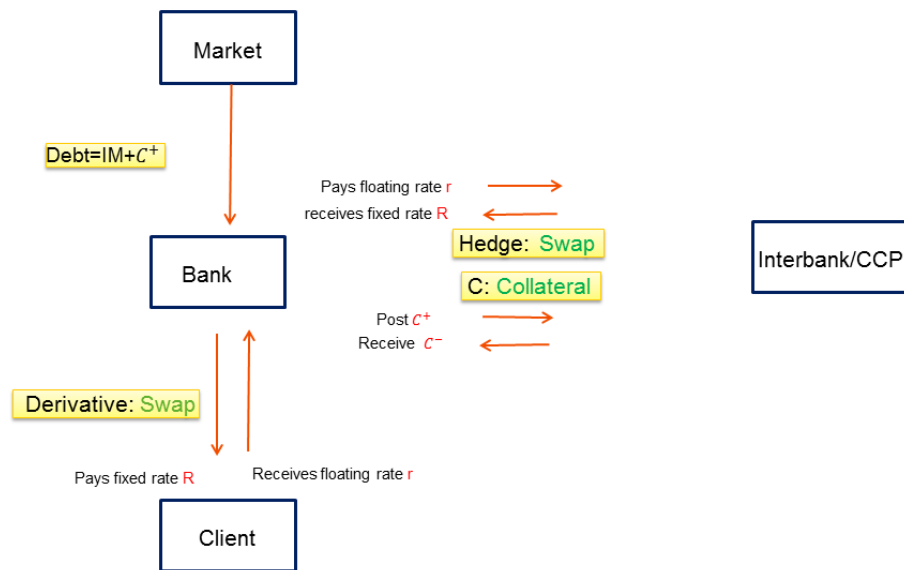 Market
Debt=IM+C⁺
Pays floating rate r
receives fixed rate R
Hedge: Swap
Interbank/CCP
Bank
C: Collateral
Post C⁺
Receive C⁻
Derivative: Swap
Pays fixed rate R
Receives floating rate r
Client